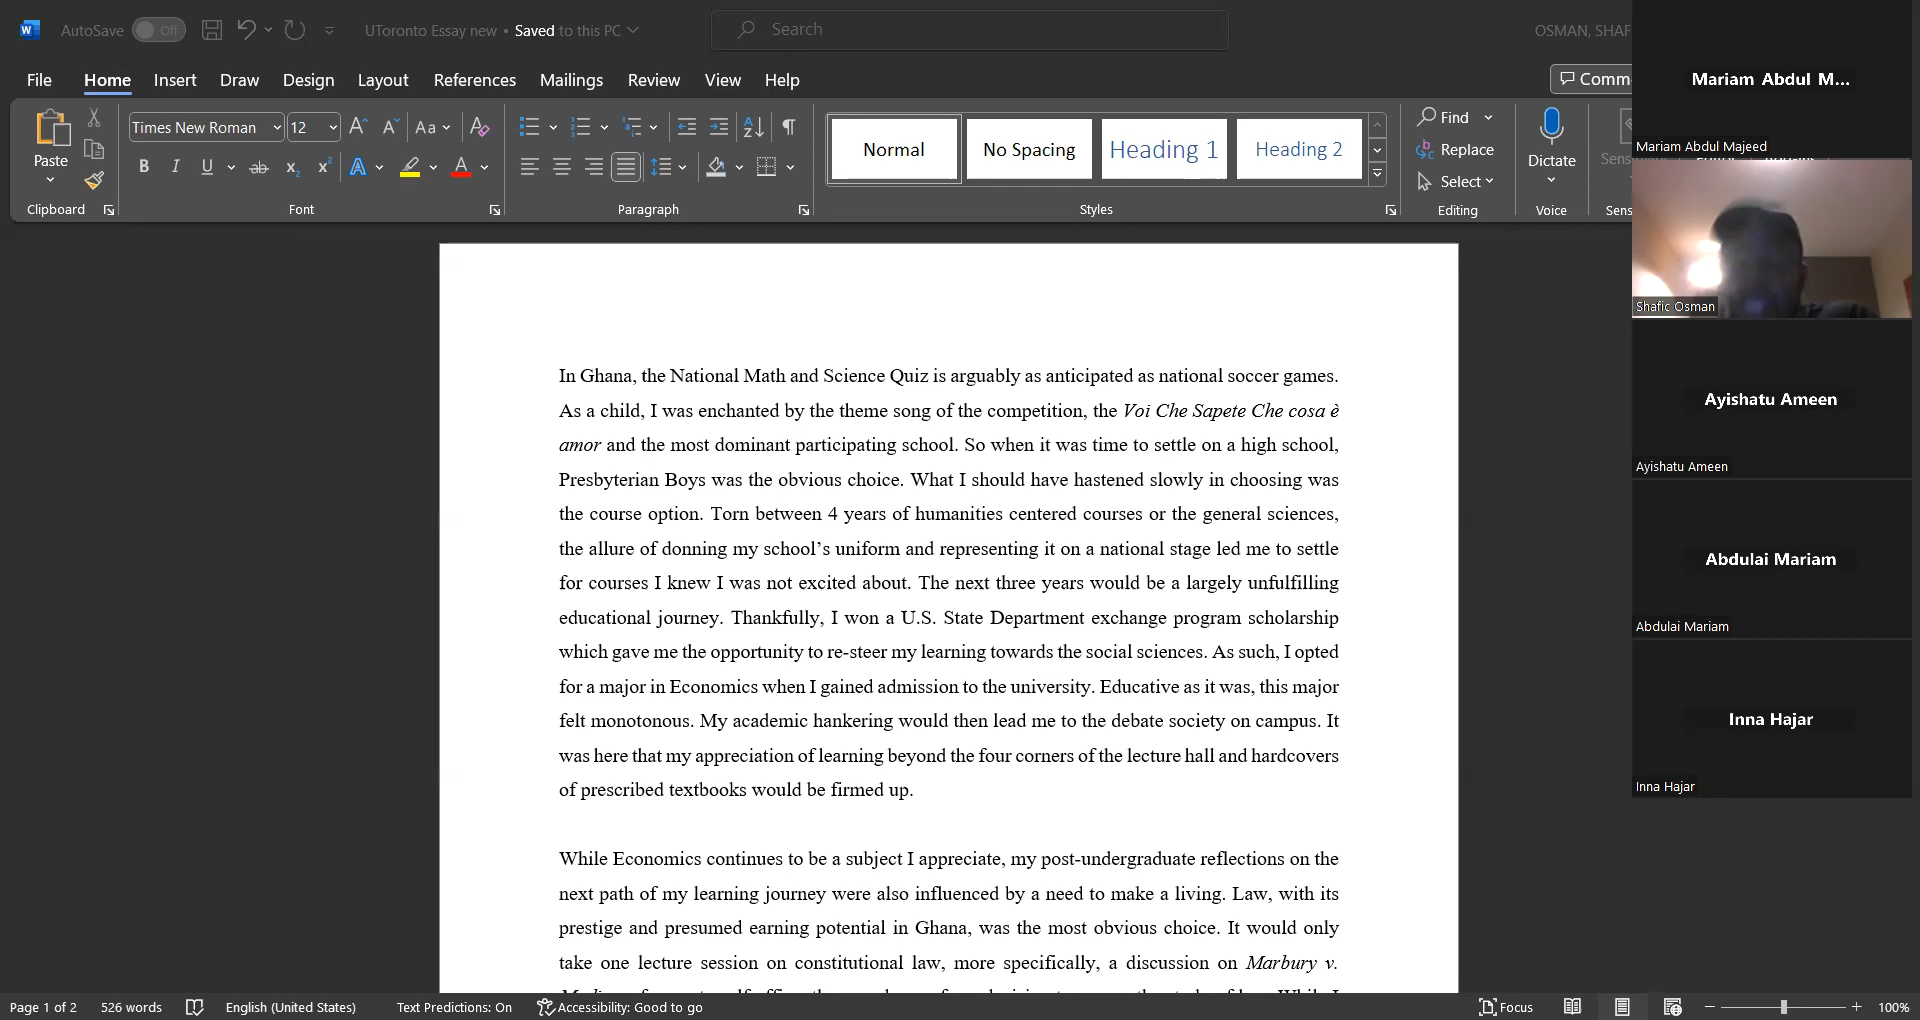 AutoSave Off UToronto Essay new • Saved to this PC Search OSMAN, SHAF
File Home Insert Draw Design Layout References Mailings Review View Help Comm
Paste Times New Roman 12 Aa Normal No Spacing Heading 1 Heading 2 Find Replace Select Dictate
Clipboard Font Paragraph Styles Editing Voice Sens
In Ghana, the National Math and Science Quiz is arguably as anticipated as national soccer games.
As a child, I was enchanted by the theme song of the competition, the Voi Che Sapete Che cosa è
amor and the most dominant participating school. So when it was time to settle on a high school,
Presbyterian Boys was the obvious choice. What I should have hastened slowly in choosing was
the course option. Torn between 4 years of humanities centered courses or the general sciences,
the allure of donning my school’s uniform and representing it on a national stage led me to settle
for courses I knew I was not excited about. The next three years would be a largely unfulfilling
educational journey. Thankfully, I won a U.S. State Department exchange program scholarship
which gave me the opportunity to re-steer my learning towards the social sciences. As such, I opted
for a major in Economics when I gained admission to the university. Educative as it was, this major
felt monotonous. My academic hankering would then lead me to the debate society on campus. It
was here that my appreciation of learning beyond the four corners of the lecture hall and hardcovers
of prescribed textbooks would be firmed up.
While Economics continues to be a subject I appreciate, my post-undergraduate reflections on the
next path of my learning journey were also influenced by a need to make a living. Law, with its
prestige and presumed earning potential in Ghana, was the most obvious choice. It would only
take one lecture session on constitutional law, more specifically, a discussion on Marbury v.
Mariam Abdul M...
Mariam Abdul Majeed
Shafic Osman
Ayishatu Ameen
Ayishatu Ameen
Abdulai Mariam
Abdulai Mariam
Inna Hajar
Inna Hajar
Page 1 of 2 526 words English (United States) Text Predictions: On Accessibility: Good to go Focus 100%